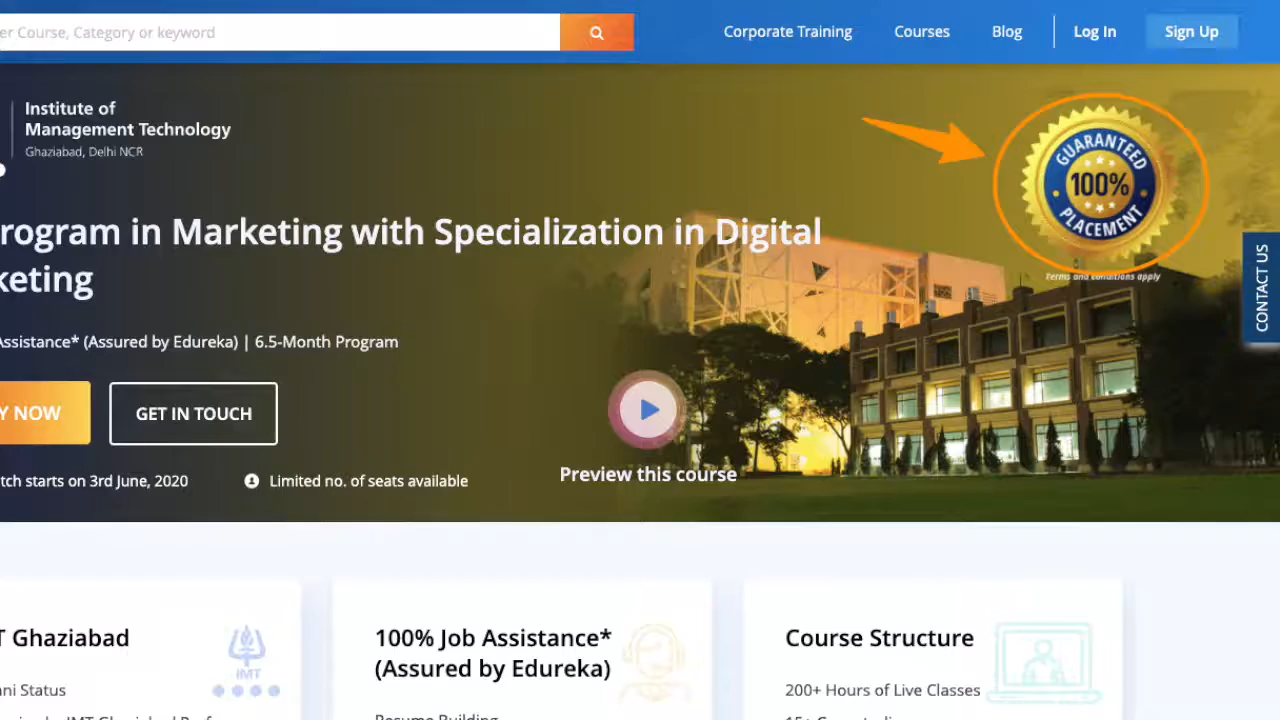 er Course, Category or keyword
Corporate Training
Courses
Blog
Log In
Sign Up
Institute of
Management Technology
Ghaziabad, Delhi NCR
GUARANTEED
100%
PLACEMENT
Terms and conditions apply
rogram in Marketing with Specialization in Digital
keting
CONTACT US
Assistance* (Assured by Edureka) | 6.5-Month Program
Y NOW
GET IN TOUCH
Preview this course
tch starts on 3rd June, 2020
Limited no. of seats available
T Ghaziabad
IMT
ni Status
100% Job Assistance*
(Assured by Edureka)
Resume Building
Course Structure
200+ Hours of Live Classes